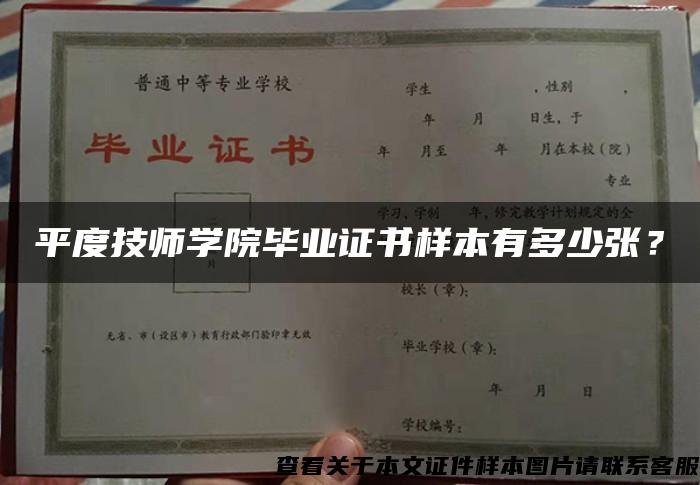 普通中等专业学校
毕业证书
无省、市（设区市）教育行政部门验印章无效
学生 ，性别 ，
年 月 日生，于
年 月至 年 月在本校（院）
专业
学习，学制 年，修完教学计划规定的全
平度技师学院毕业证书样本有多少张？
校长（章）：
毕业学校（章）：
年 月 日
学校编号：
查看关于本文证件样本图片请联系客服